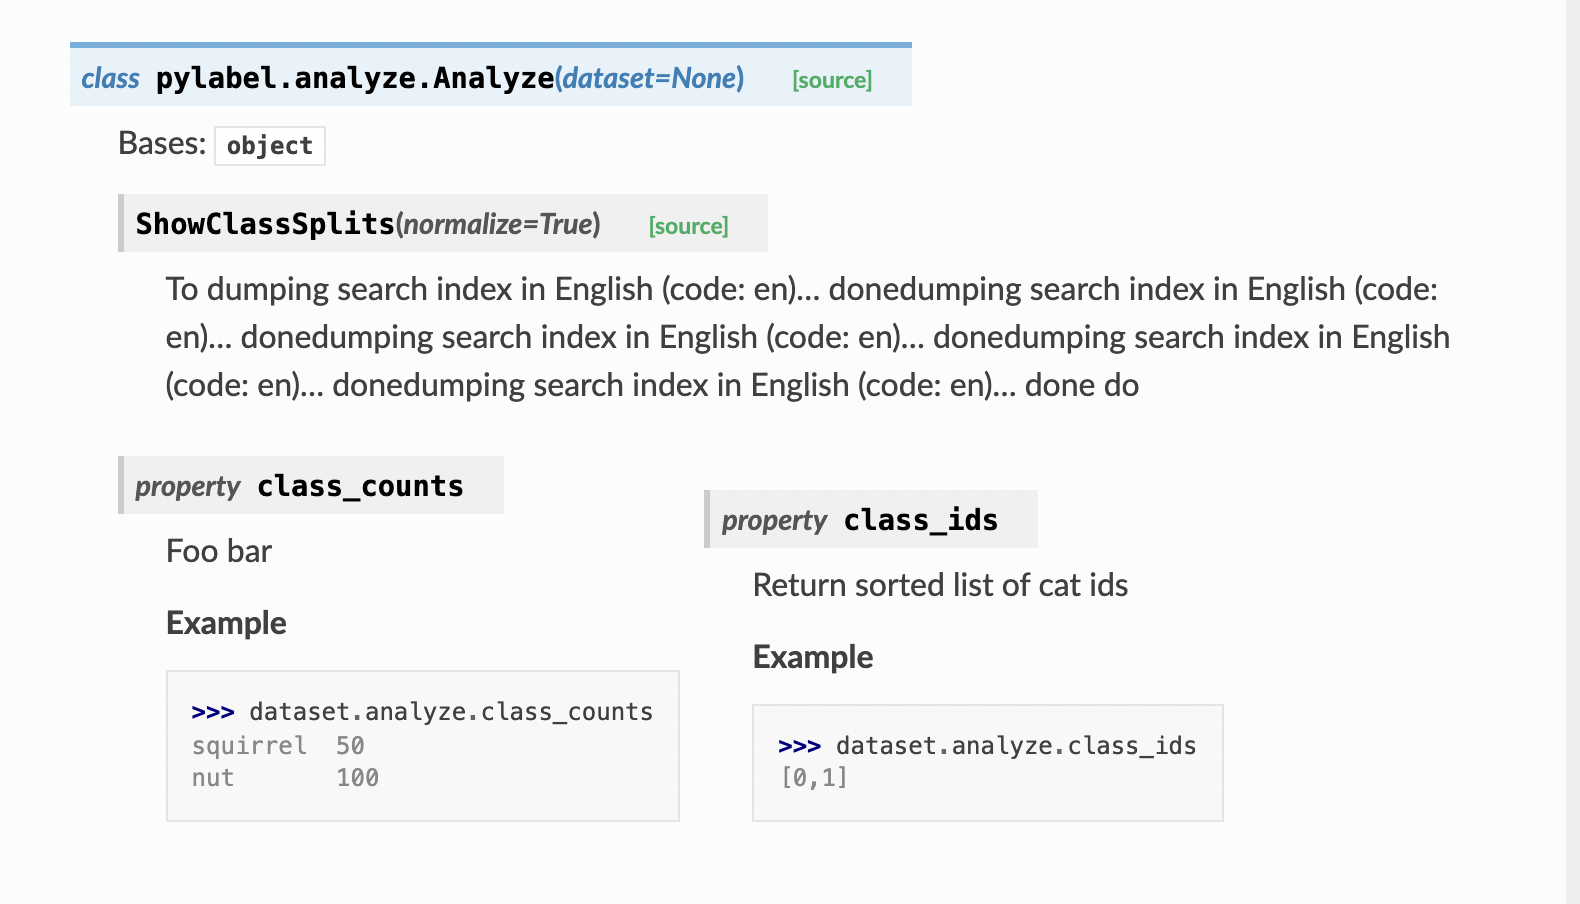 class pylabel.analyze.Analyze(dataset=None) [source]
Bases: object
ShowClassSplits(normalize=True) [source]
To dumping search index in English (code: en)... donedumping search index in English (code:
en)... donedumping search index in English (code: en)... donedumping search index in English
(code: en)... donedumping search index in English (code: en)... done do
property class_counts
Foo bar
Example
>>> dataset.analyze.class_counts
squirrel  50
nut       100
property class_ids
Return sorted list of cat ids
Example
>>> dataset.analyze.class_ids
[0,1]